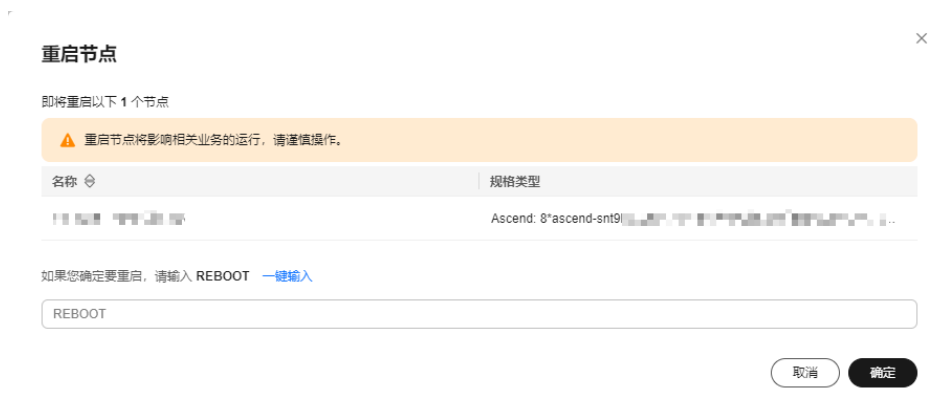 重启节点
即将重启以下 1 个节点
重启节点将影响相关业务的运行，请谨慎操作。
名称 规格类型
Ascend: 8*ascend-snt9
如果您确定要重启，请输入 REBOOT 一键输入
REBOOT
取消 确定